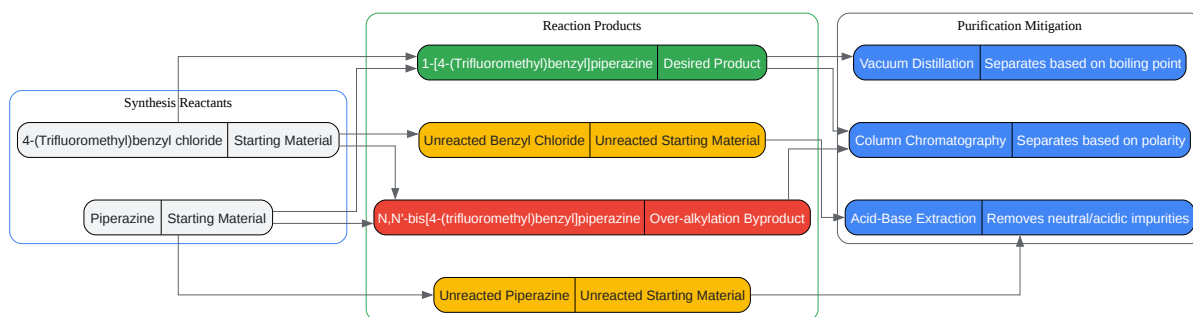 Reaction Products
Purification Mitigation
1-[4-(Trifluoromethyl)benzyl]piperazine Desired Product
Vacuum Distillation Separates based on boiling point
Synthesis Reactants
4-(Trifluoromethyl)benzyl chloride Starting Material
Unreacted Benzyl Chloride Unreacted Starting Material
Column Chromatography Separates based on polarity
Piperazine Starting Material
N,N'-bis[4-(trifluoromethyl)benzyl]piperazine Over-alkylation Byproduct
Acid-Base Extraction Removes neutral/acidic impurities
Unreacted Piperazine Unreacted Starting Material